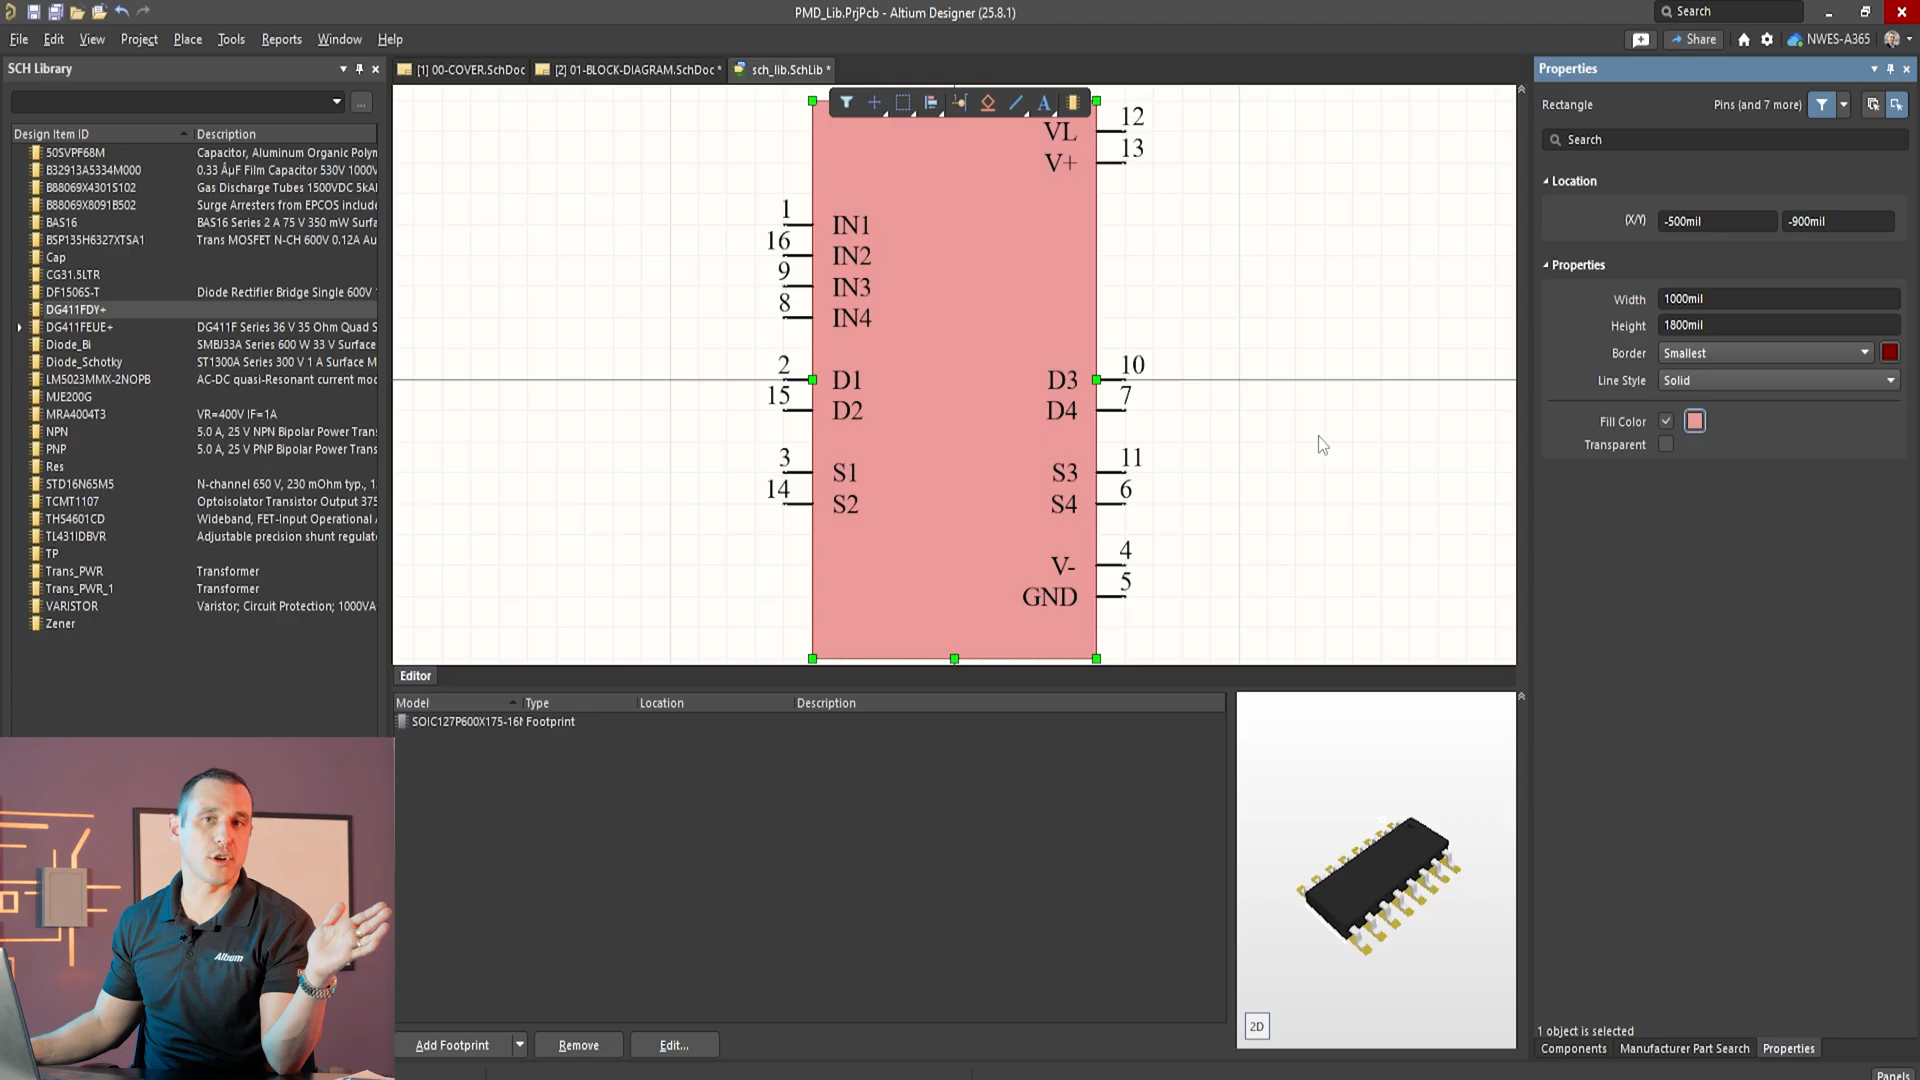 PMD_Lib.PrjPcb - Altium Designer (25.8.1)
Search
File Edit View Project Place Tools Reports Window Help
Share
NWES-A365
SCH Library
[1] 00-COVER.SchDoc
[2] 01-BLOCK-DIAGRAM.SchDoc *
sch_lib.SchLib *
Properties
Rectangle
Pins (and 7 more)
Search
...
Design Item ID Description
50SVPF68M Capacitor, Aluminum Organic Polyn
B32913A5334M000 0.33 ÂµF Film Capacitor 530V 1000V
B88069X4301S102 Gas Discharge Tubes 1500VDC 5kA
B88069X8091B502 Surge Arresters from EPCOS include
BAS16 BAS16 Series 2 A 75 V 350 mW Surfa
BSP135H6327XTSA1 Trans MOSFET N-CH 600V 0.12A Au
Cap
CG31.5LTR
DF1506S-T Diode Rectifier Bridge Single 600V
DG411FDY+
DG411FEUE+ DG411F Series 36 V 35 Ohm Quad S
Diode_Bi SMBJ33A Series 600 W 33 V Surface
Diode_Schotky ST1300A Series 300 V 1 A Surface M
LM5023MMX-2NOPB AC-DC quasi-Resonant current mod
MJE200G
MRA4004T3 VR=400V IF=1A
NPN 5.0 A, 25 V NPN Bipolar Power Tran
PNP 5.0 A, 25 V PNP Bipolar Power Trans
Res
STD16N65M5 N-channel 650 V, 230 mOhm typ., 1
TCMT1107 Optoisolator Transistor Output 375
THS4601CD Wideband, FET-Input Operational
TL431IDBVR Adjustable precision shunt regulat
TP
Trans_PWR Transformer
Trans_PWR_1 Transformer
VARISTOR Varistor; Circuit Protection; 1000VA
Zener
VL 12
V+ 13
1 IN1
16 IN2
9 IN3
8 IN4
2 D1 D3 10
15 D2 D4 7
3 S1 S3 11
14 S2 S4 6
V- 4
GND 5
Location
(X/Y) -500mil -900mil
Properties
Width 1000mil
Height 1800mil
Border Smallest
Line Style Solid
Fill Color
Transparent
Editor
Model Type Location Description
SOIC127P600X175-16 Footprint
2D
Add Footprint
Remove
Edit...
Altium
1 object is selected
Components Manufacturer Part Search Properties
Panels